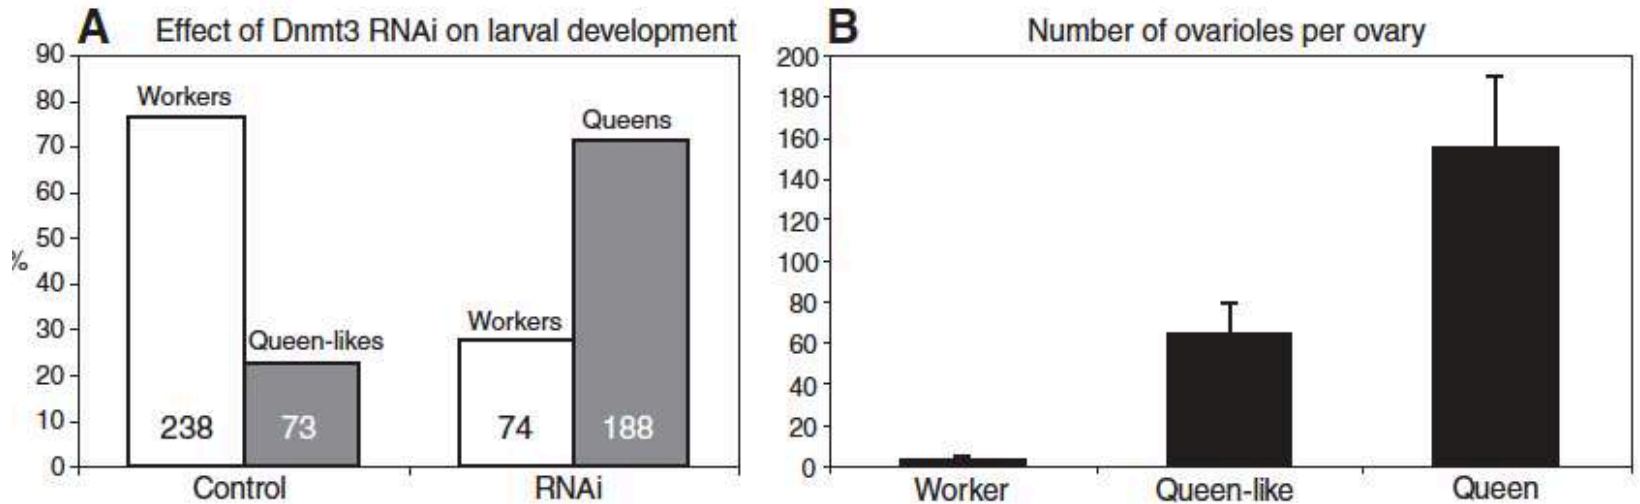 A Effect of Dnmt3 RNAi on larval development
90
80
70
60
50
%
40
30
20
10
0
Workers
Queen-likes
Workers
Queens
238
73
74
188
Control
RNAi
B Number of ovarioles per ovary
200
180
160
140
120
100
80
60
40
20
0
Worker
Queen-like
Queen